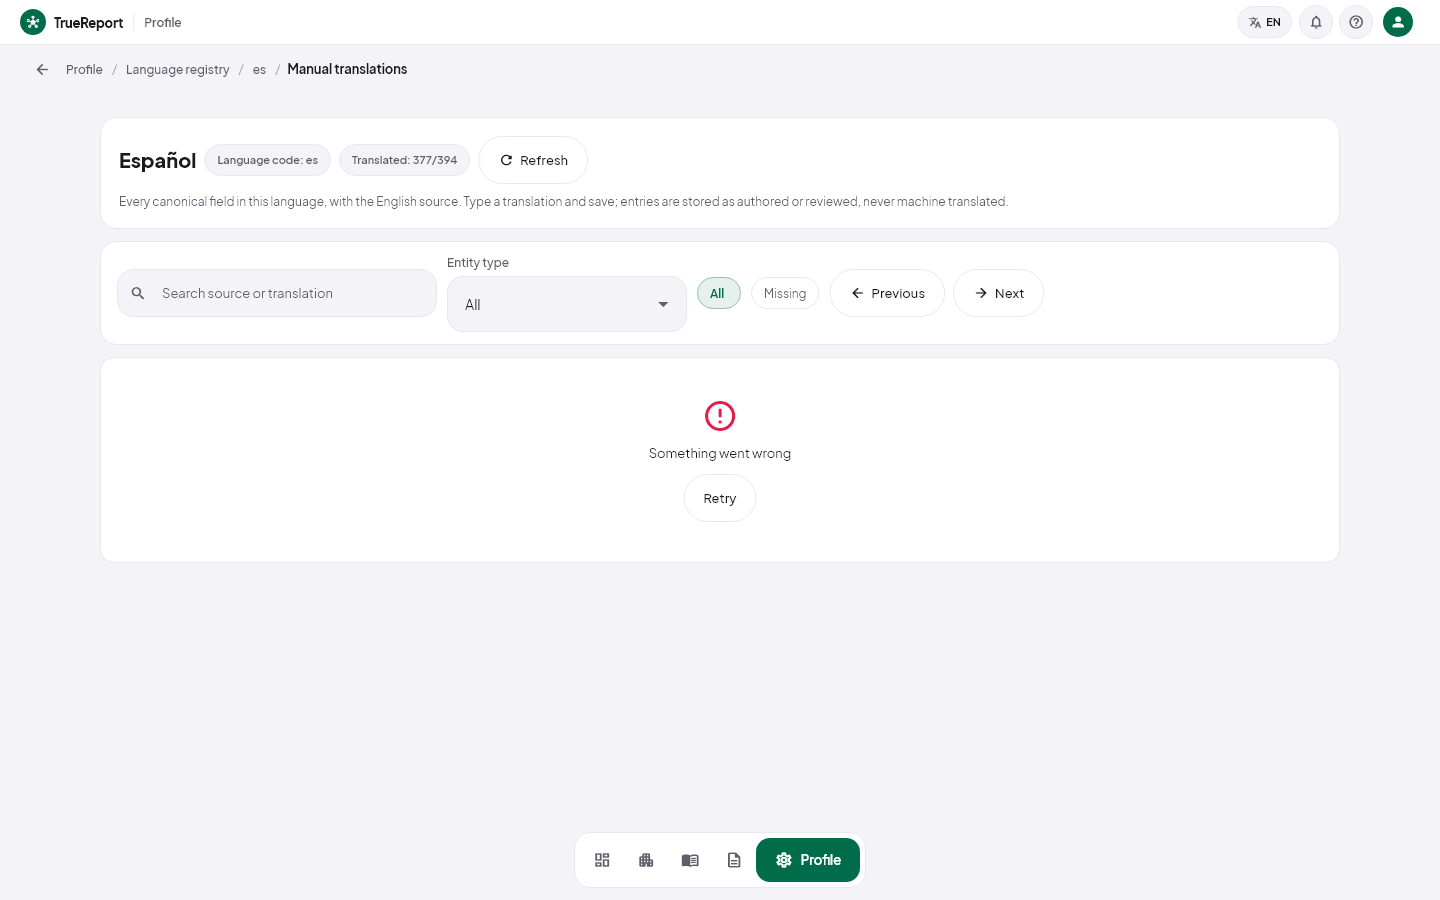 TrueReport
Profile
EN
Profile / Language registry / es / Manual translations
Español
Language code: es
Translated: 377/394
Refresh
Every canonical field in this language, with the English source. Type a translation and save; entries are stored as authored or reviewed, never machine translated.
Search source or translation
Entity type
All
All
Missing
Previous
Next
Something went wrong
Retry
Profile